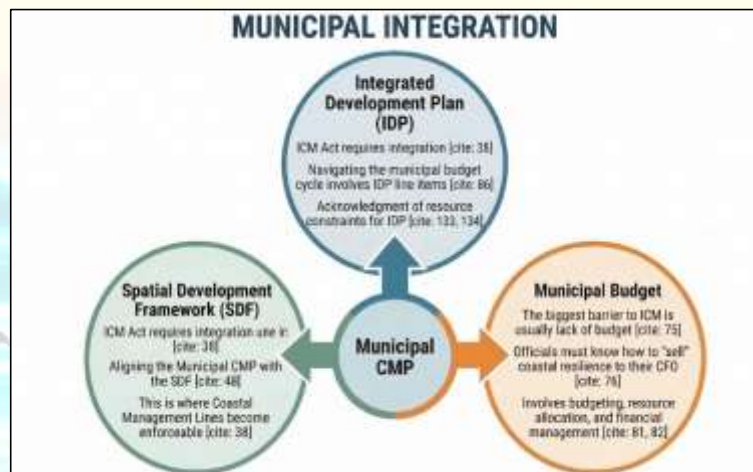 MUNICIPAL INTEGRATION
Integrated
Development Plan
(IDP)
ICM Act requires integration [cite: 38]
Navigating the municipal budget
cycle involves IDP line items [cite: 86]
Acknowledgment of resource
constraints for IDP [cite: 133, 134]
Spatial Development
Framework (SDF)
ICM Act requires integration une in
[cite: 38]
Aligning the Municipal CMP with
the SDF [cite: 48]
This is where Coastal
Management Lines become
enforceable [cite: 38]
Municipal
CMP
Municipal Budget
The biggest barrier to ICM is
usually lack of budget [cite: 75]
Officials must know how to "sell"
coastal resilience to their CFO
[cite: 76]
Involves budgeting, resource
allocation, and financial
management [cite: 81, 82]